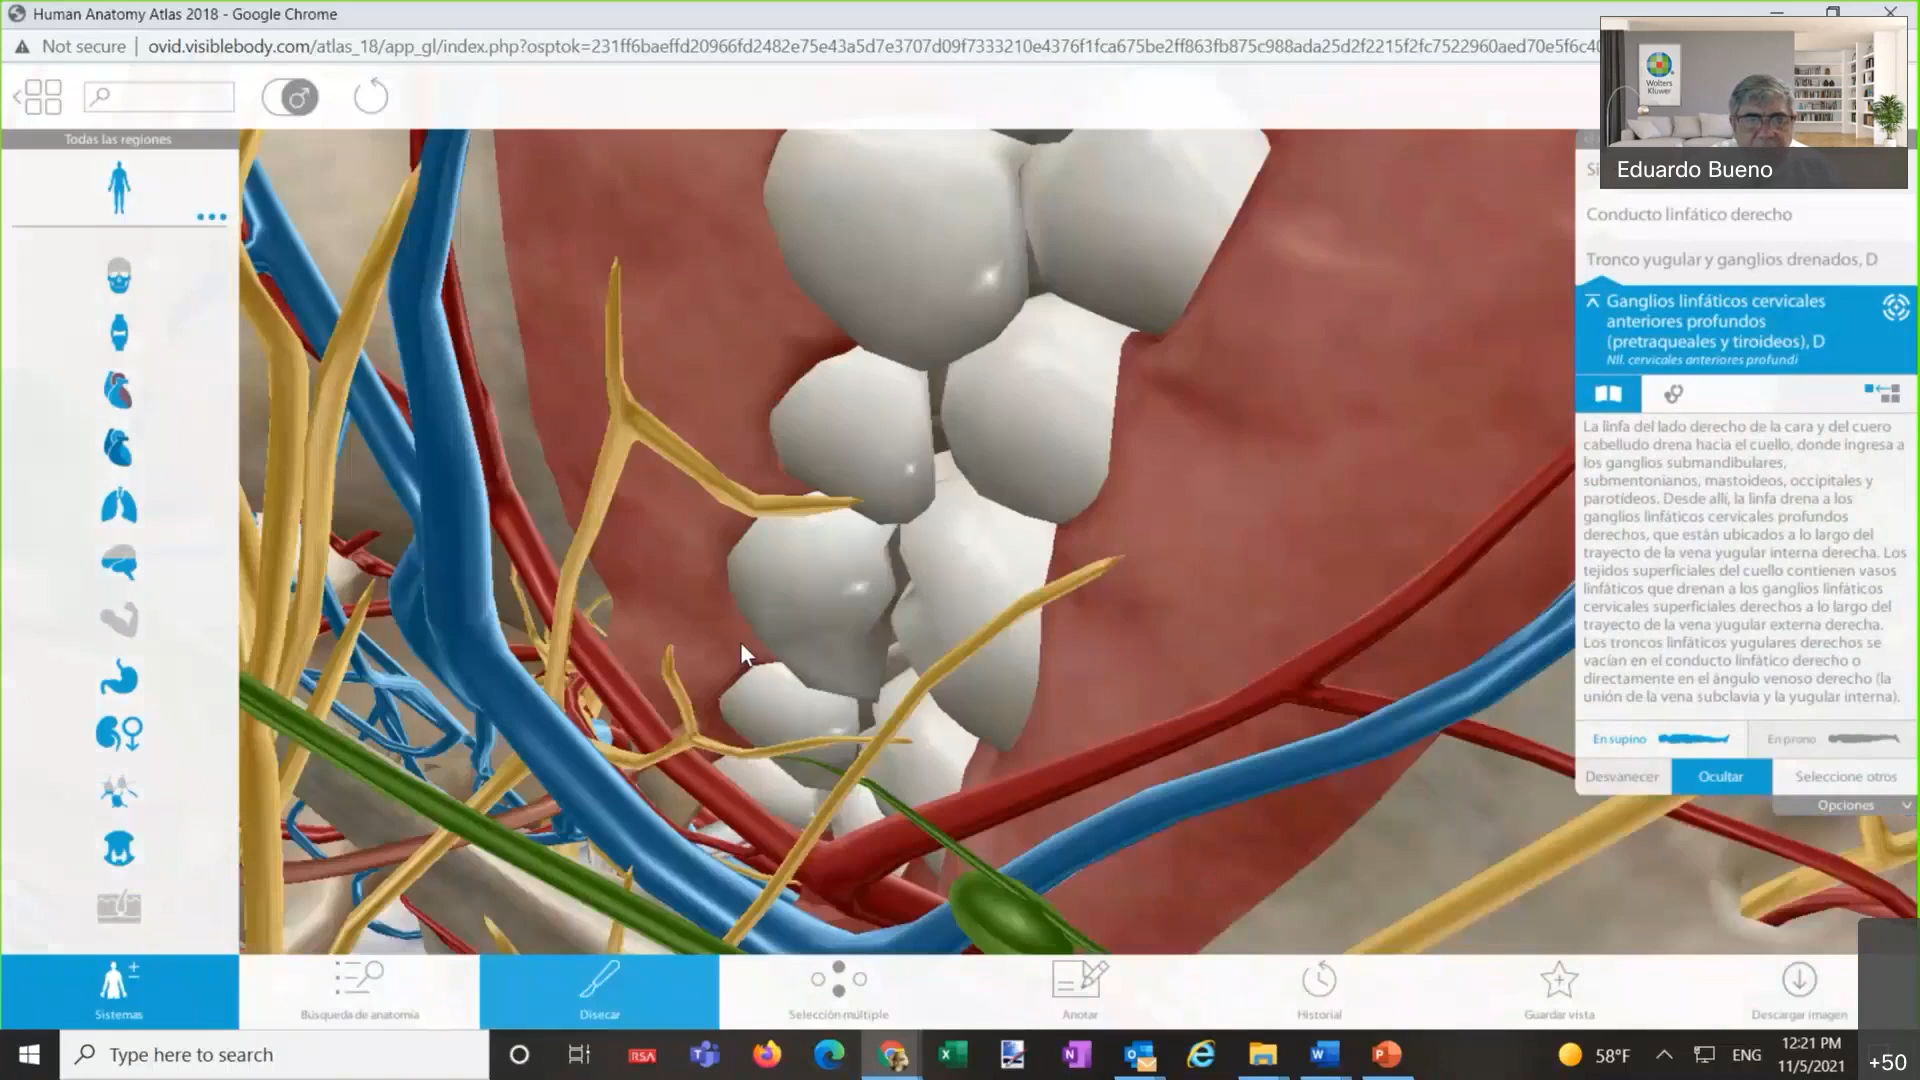 Human Anatomy Atlas 2018 - Google Chrome
Not secure | ovid.visiblebody.com/atlas_18/app_gl/index.php?osptok=231ff6baeffd20966fd2482e75e43a5d7e3707d09f7333210e4376f1fca675be2ff863fb875c988ada25d2f2215f2fc7522960aed70e5f6c40
Wolters
Kluwer
Eduardo Bueno
Todas las regiones
Conducto linfático derecho
Tronco yugular y ganglios drenados, D
Ganglios linfáticos cervicales
anteriores profundos
(pretraqueales y tiroideos), D
Nll. cervicales anteriores profundi
La linfa del lado derecho de la cara y del cuero
cabelludo drena hacia el cuello, donde ingresa a
los ganglios submandibulares,
submentonianos, mastoideos, occipitales y
parotídeos. Desde allí, la linfa drena a los
ganglios linfáticos cervicales profundos
derechos, que están ubicados a lo largo del
trayecto de la vena yugular interna derecha. Los
tejidos superficiales del cuello contienen vasos
linfáticos que drenan a los ganglios linfáticos
cervicales superficiales derechos a lo largo del
trayecto de la vena yugular externa derecha.
Los troncos linfáticos yugulares derechos se
vacían en el conducto linfático derecho o
directamente en el ángulo venoso derecho (la
unión de la vena subclavia y la yugular interna).
En supino En prono
Desvanecer Ocultar Seleccione otros
Opciones
Sistemas Búsqueda de anatomía Disecar Selección múltiple Anotar Historial Guardar vista Descargar imagen
Type here to search
RSA
58°F ENG
12:21 PM
11/5/2021
+50